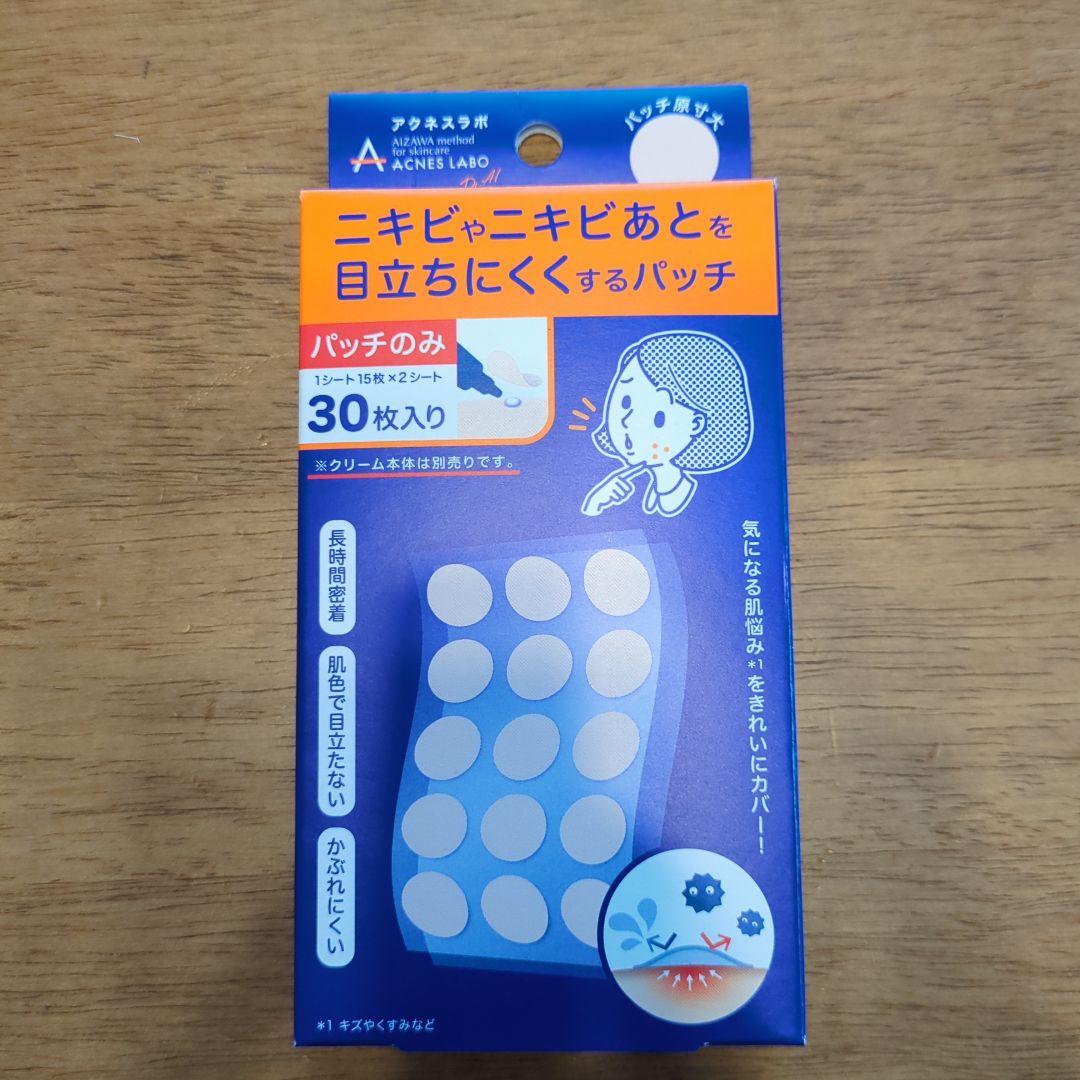 アクネスラボ
AIZAWA method
for skincare
ACNES LABO
パッチ原寸大
ニキビやニキビあとを
目立ちにくくするパッチ
パッチのみ
1シート15枚×2シート
30枚入り
※クリーム本体は別売りです。
長時間密着
肌色で目立たない
かぶれにくい
気になる肌悩み*1をきれいにカバー!
*1 キズやくすみなど